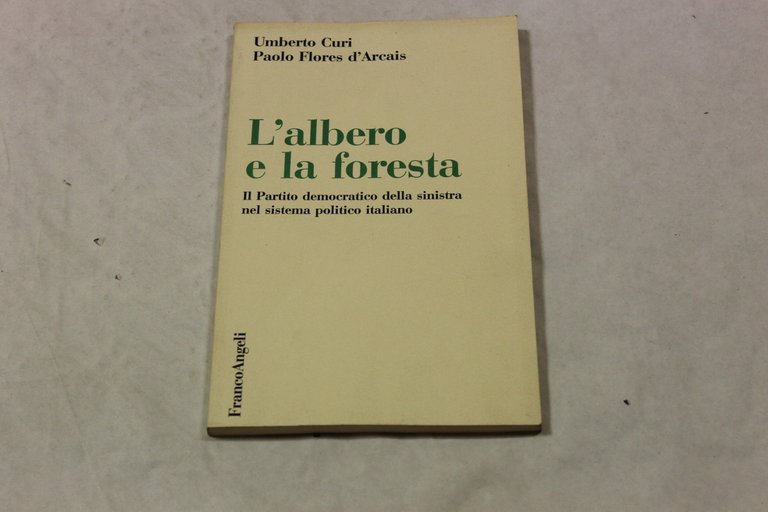 Umberto Curi
Paolo Flores d'Arcais
L'albero
e la foresta
Il Partito democratico della sinistra
nel sistema politico italiano
FrancoAngeli